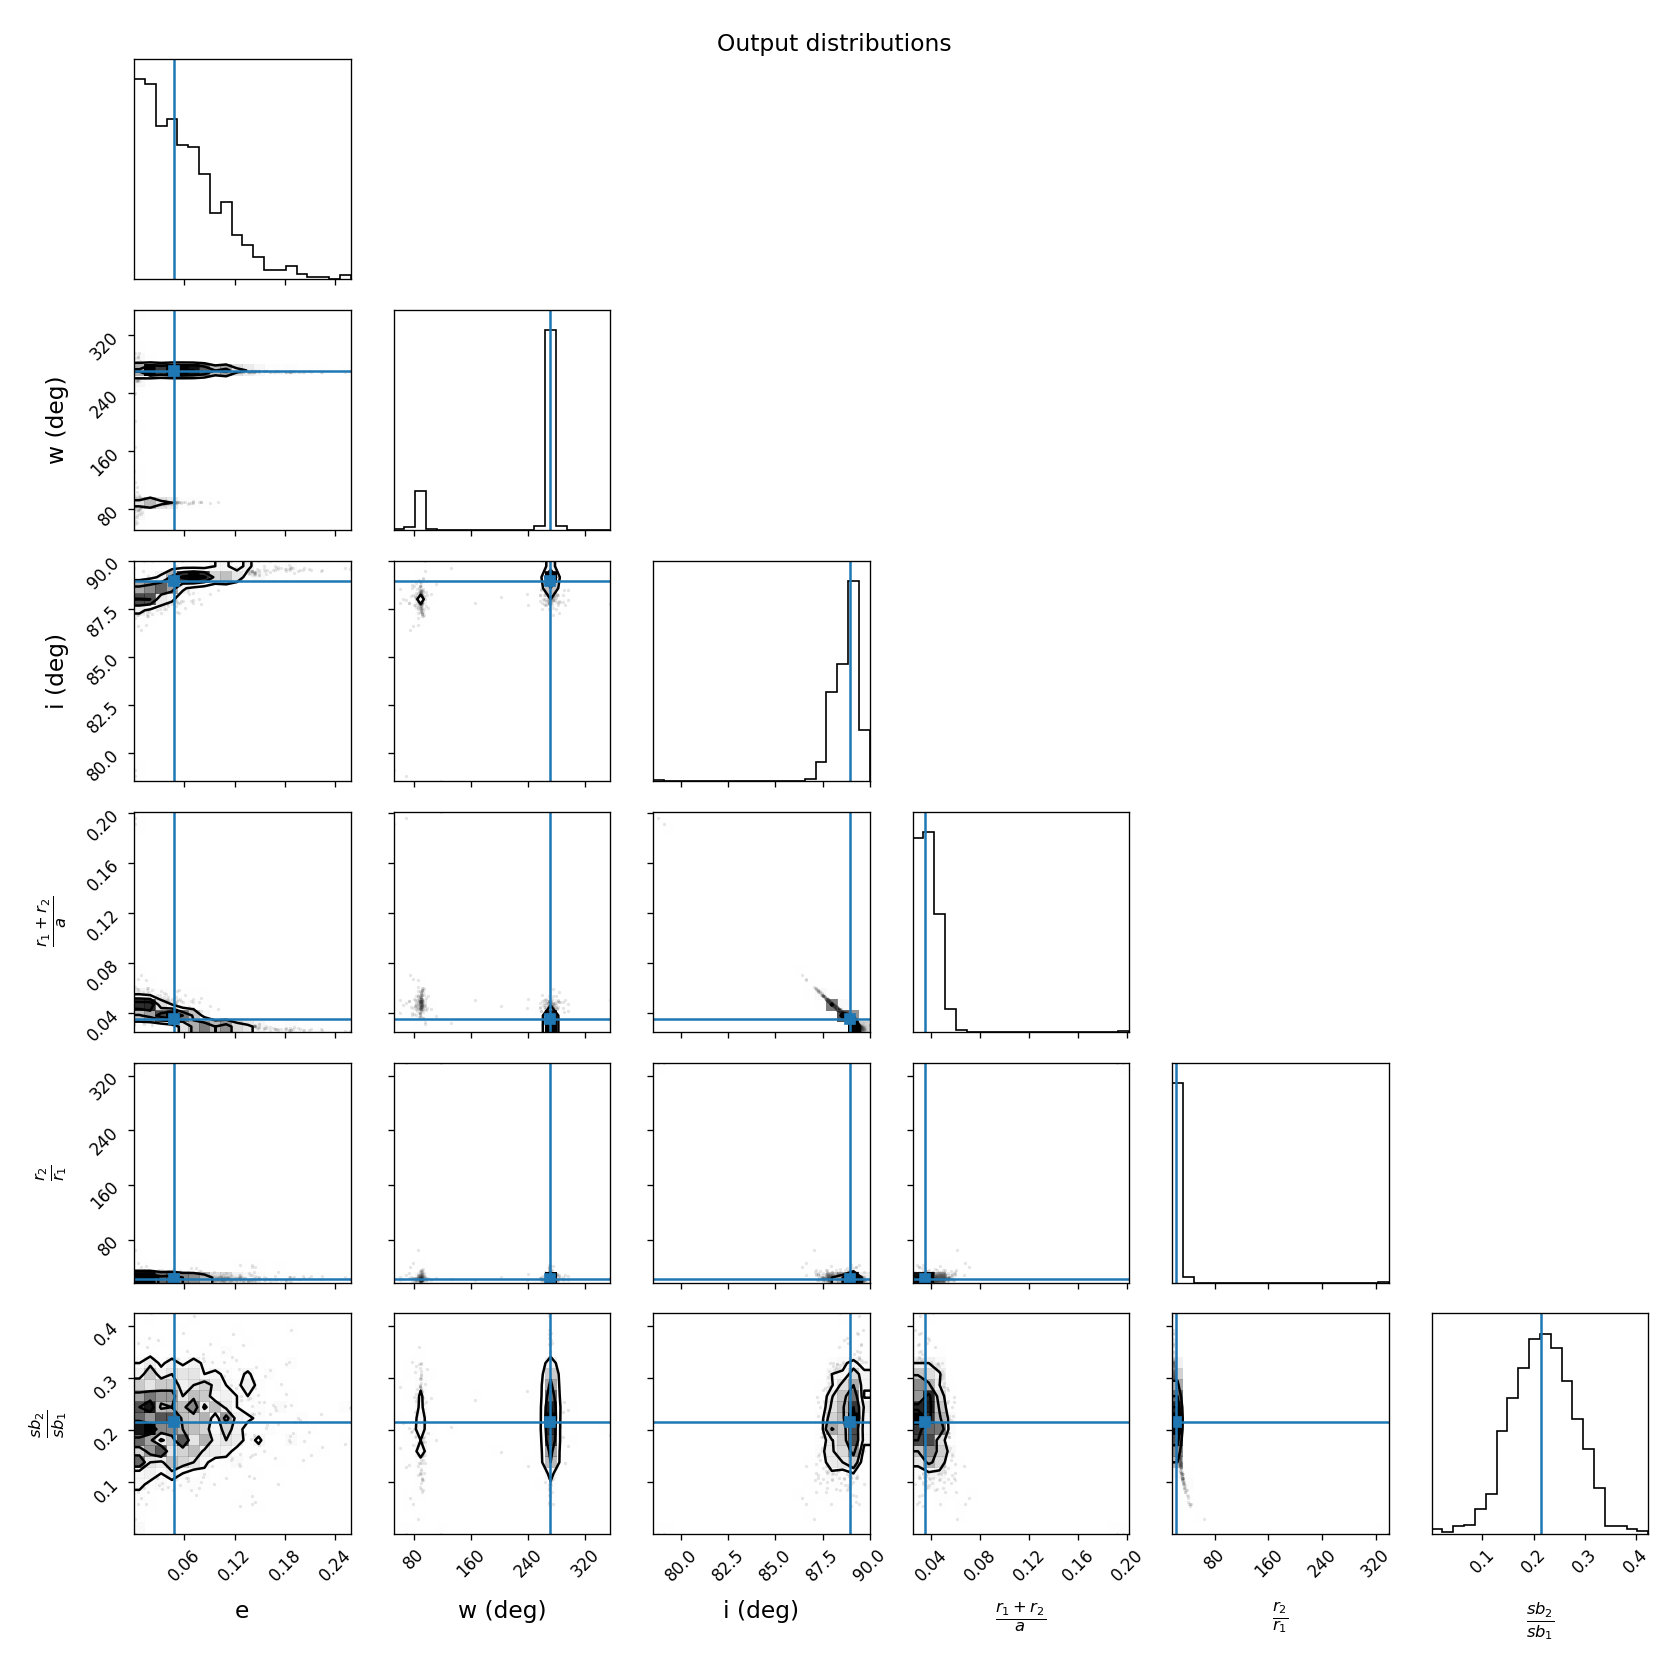 Output distributions
w (deg)
320
240
160
80
i (deg)
90.0
87.5
85.0
82.5
80.0
r₁ + r₂
a
0.20
0.16
0.12
0.08
0.04
r₂
r₁
320
240
160
80
sb₂
sb₁
0.4
0.3
0.2
0.1
0.06 0.12 0.18 0.24 80 160 240 320 80.0 82.5 85.0 87.5 90.0 0.04 0.08 0.12 0.16 0.20 80 160 240 320 0.1 0.2 0.3 0.4
e w (deg) i (deg)
r₁ + r₂
a
r₂
r₁
sb₂
sb₁